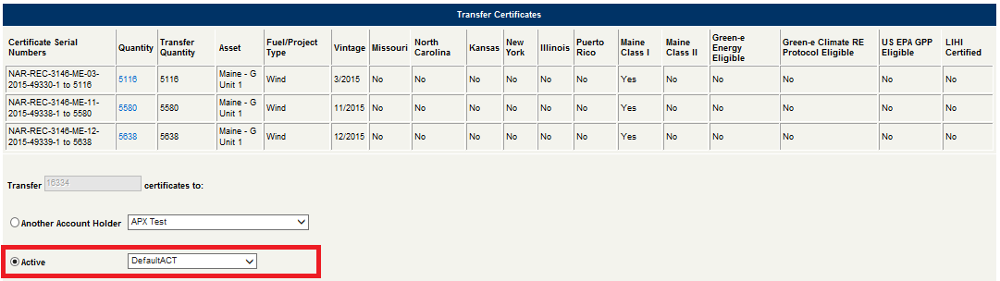 Transfer Certificates
Certificate Serial Numbers Quantity Transfer Quantity Asset Fuel/Project Type Vintage Missouri North Carolina Kansas New York Illinois Puerto Rico Maine Class I Maine Class II Green-e Energy Eligible Green-e Climate RE Protocol Eligible US EPA GPP Eligible LIHI Certified
NAR-REC-3146-ME-03-2015-49330-1 to 5116 5116 5116 Maine - G Unit 1 Wind 3/2015 No No No No No No Yes No No No No No
NAR-REC-3146-ME-11-2015-49338-1 to 5580 5580 5580 Maine - G Unit 1 Wind 11/2015 No No No No No No Yes No No No No No
NAR-REC-3146-ME-12-2015-49339-1 to 5638 5638 5638 Maine - G Unit 1 Wind 12/2015 No No No No No No Yes No No No No No
Transfer 16334 certificates to:
Another Account Holder APX Test
Active DefaultACT